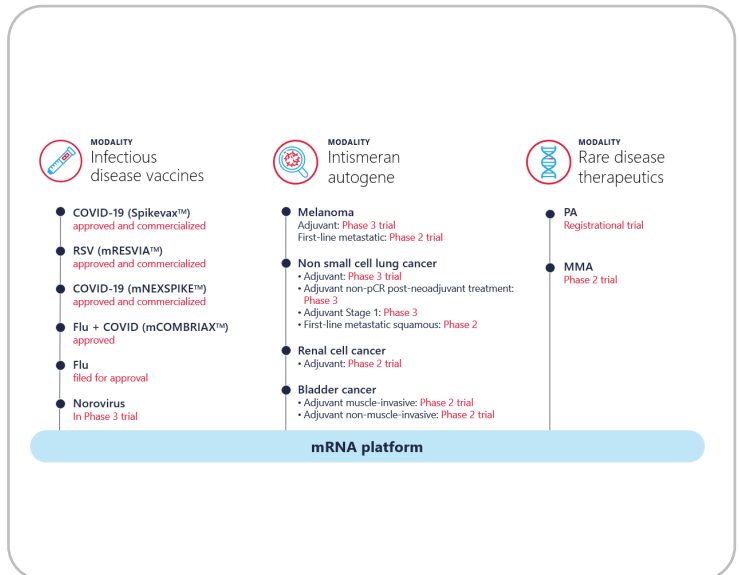 MODALITY
Infectious
disease vaccines
COVID-19 (Spikevax™)
approved and commercialized
RSV (mRESVIA™)
approved and commercialized
COVID-19 (mNEXSPIKE™)
approved and commercialized
Flu + COVID (mCOMBRIAX™)
approved
Flu
filed for approval
Norovirus
In Phase 3 trial
MODALITY
Intismeran
autogene
Melanoma
Adjuvant: Phase 3 trial
First-line metastatic: Phase 2 trial
Non small cell lung cancer
• Adjuvant: Phase 3 trial
• Adjuvant non-pCR post-neoadjuvant treatment:
Phase 3
• Adjuvant Stage 1: Phase 3
• First-line metastatic squamous: Phase 2
Renal cell cancer
• Adjuvant: Phase 2 trial
Bladder cancer
• Adjuvant muscle-invasive: Phase 2 trial
• Adjuvant non-muscle-invasive: Phase 2 trial
MODALITY
Rare disease
therapeutics
PA
Registrational trial
MMA
Phase 2 trial
mRNA platform